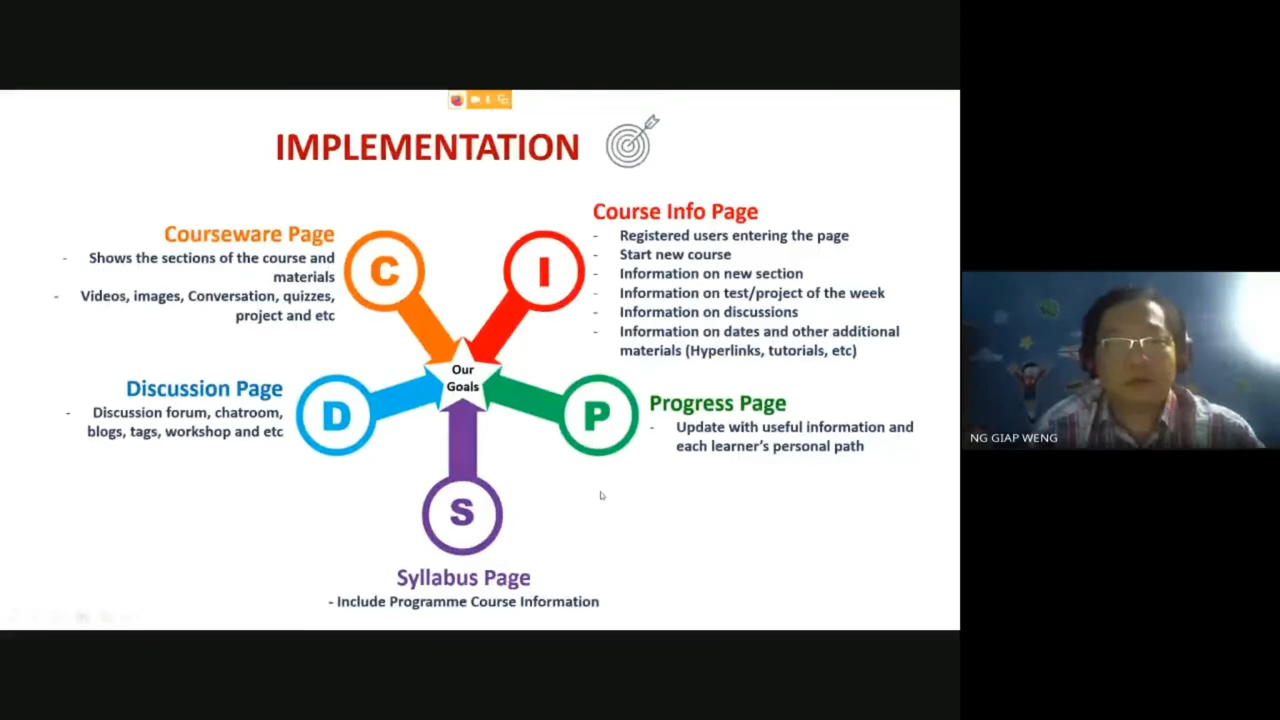 IMPLEMENTATION
Courseware Page
- Shows the sections of the course and
materials
- Videos, images, Conversation, quizzes,
project and etc
C
I
Course Info Page
- Registered users entering the page
- Start new course
- Information on new section
- Information on test/project of the week
- Information on discussions
- Information on dates and other additional
materials (Hyperlinks, tutorials, etc)
Our
Goals
Discussion Page
- Discussion forum, chatroom,
blogs, tags, workshop and etc
D
P
Progress Page
- Update with useful information and
each learner's personal path
S
Syllabus Page
- Include Programme Course Information
NG GIAP WENG